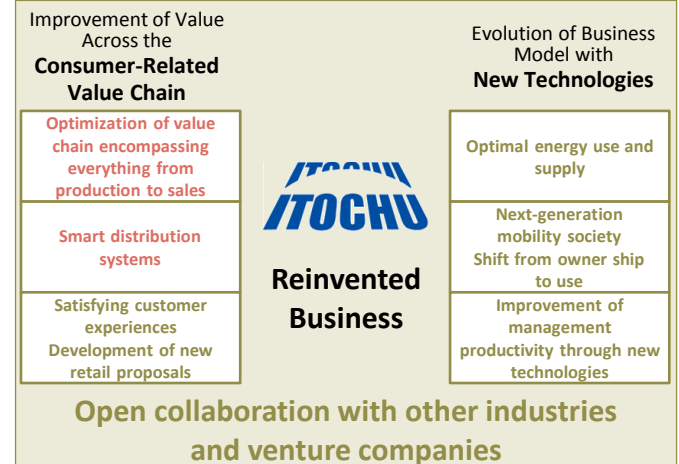 Improvement of Value
Across the
Consumer-Related
Value Chain
Optimization of value
chain encompassing
everything from
production to sales
Smart distribution
systems
Satisfying customer
experiences
Development of new
retail proposals
ITOCHU
ITOCHU
Reinvented
Business
Evolution of Business
Model with
New Technologies
Optimal energy use and
supply
Next-generation
mobility society
Shift from owner ship
to use
Improvement of
management
productivity through new
technologies
Open collaboration with other industries
and venture companies